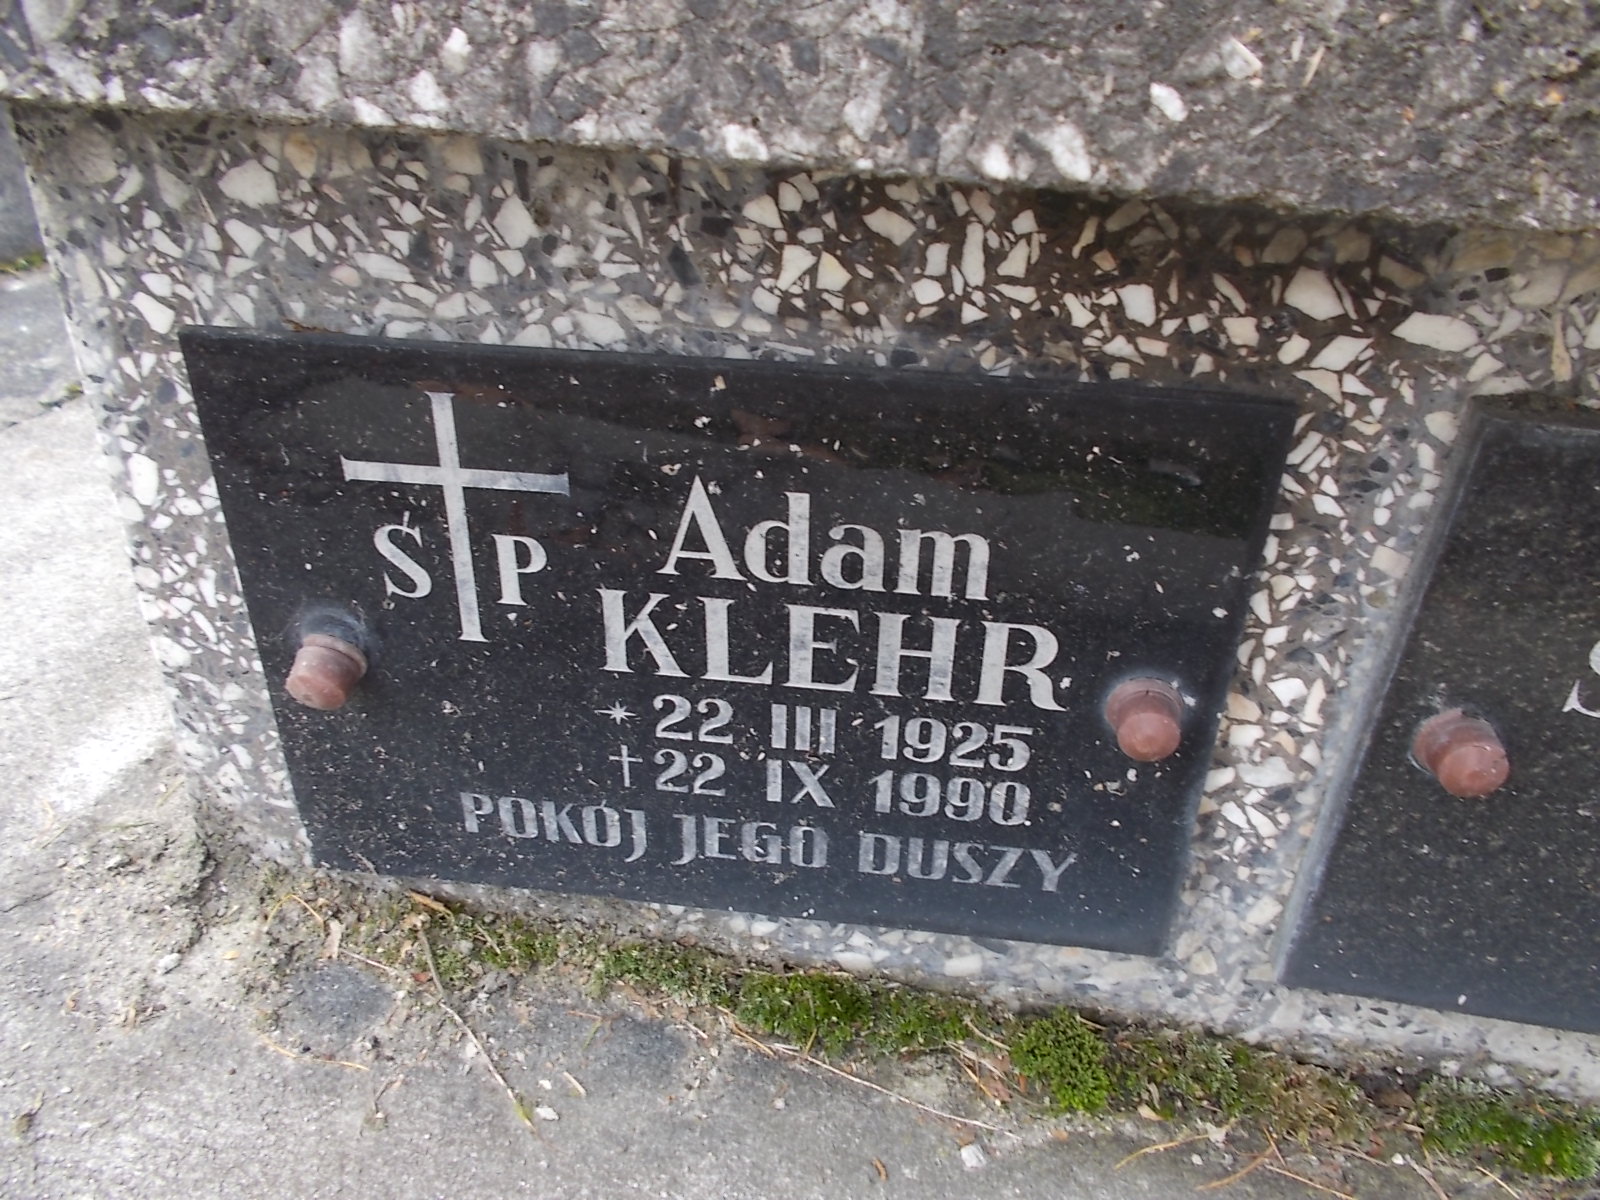 Ś P
Adam
KLEHR
* 22 III 1925
† 22 IX 1990
POKÓJ JEGO DUSZY